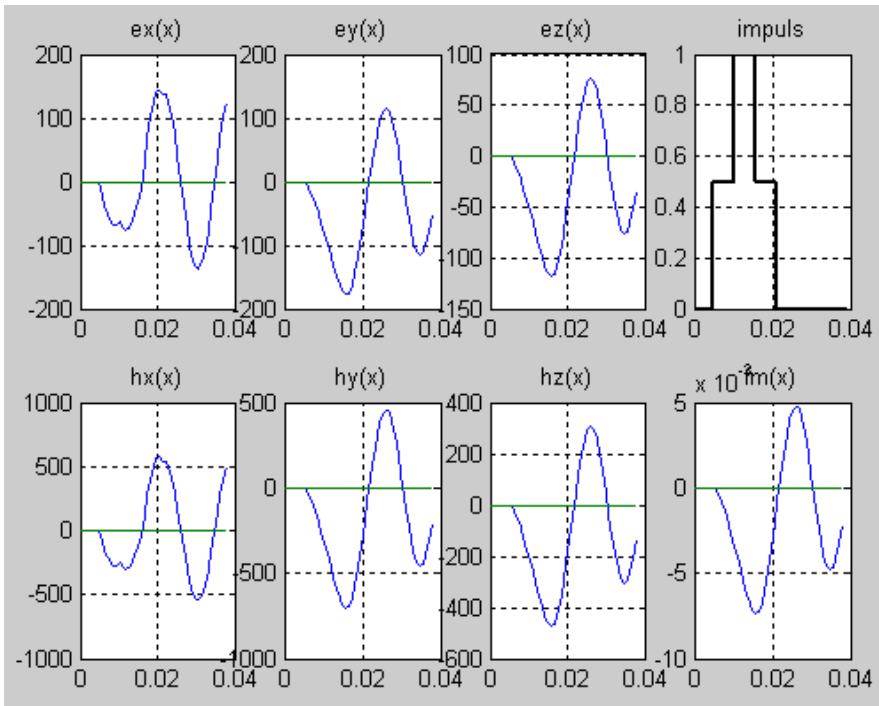 ex(x) ey(x) ez(x) impuls
200 200 100 1
100 100 50 0.8
0 0 0 0.6
-100 -100 -50 0.4
-100 0.2
-200 -200 -150 0
0 0.02 0.04 0 0.02 0.04 0 0.02 0.04 0 0.02 0.04
hx(x) hy(x) hz(x) x 10 m(x)
1000 500 400 5
500 0 200 0
0 -500 0 -5
-500 -200
-400
-1000 -1000 -600 -10
0 0.02 0.04 0 0.02 0.04 0 0.02 0.04 0 0.02 0.04